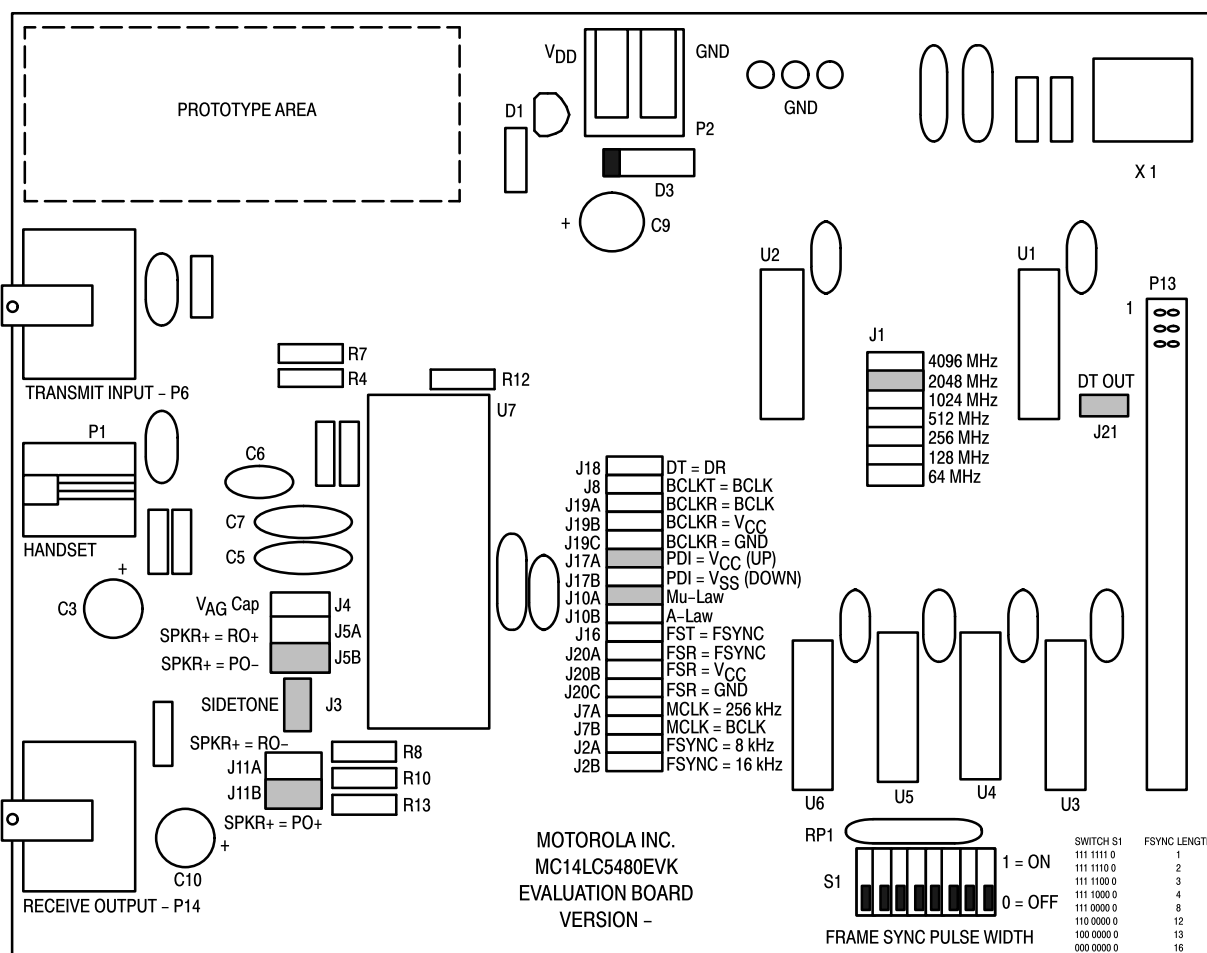 PROTOTYPE AREA
VDD
GND
P2
D1
D3
+
C9
GND
X 1
TRANSMIT INPUT – P6
U2
U1
P13
1
J1
4096 MHz
2048 MHz
1024 MHz
512 MHz
256 MHz
128 MHz
64 MHz
DT OUT
J21
R7
R4
R12
U7
P1
HANDSET
C6
C7
C5
+
C3
VAG Cap
J4
SPKR+ = RO+
J5A
SPKR+ = PO–
J5B
SIDETONE
J3
SPKR+ = RO–
J11A
J11B
SPKR+ = PO+
R8
R10
R13
J18 DT = DR
J8 BCLKT = BCLK
J19A BCLKR = BCLK
J19B BCLKR = VCC
J19C BCLKR = GND
J17A PDI = VCC (UP)
J17B PDI = VSS (DOWN)
J10A Mu–Law
J10B A–Law
J16 FST = FSYNC
J20A FSR = FSYNC
J20B FSR = VCC
J20C FSR = GND
J7A MCLK = 256 kHz
J7B MCLK = BCLK
J2A FSYNC = 8 kHz
J2B FSYNC = 16 kHz
U6
U5
U4
U3
+
C10
RECEIVE OUTPUT – P14
MOTOROLA INC.
MC14LC5480EVK
EVALUATION BOARD
VERSION –
RP1
S1
1 = ON
0 = OFF
FRAME SYNC PULSE WIDTH
SWITCH S1 FSYNC LENGT
111 1111 0 1
111 1110 0 2
111 1100 0 3
111 1000 0 4
111 0000 0 8
110 0000 0 12
100 0000 0 13
000 0000 0 16